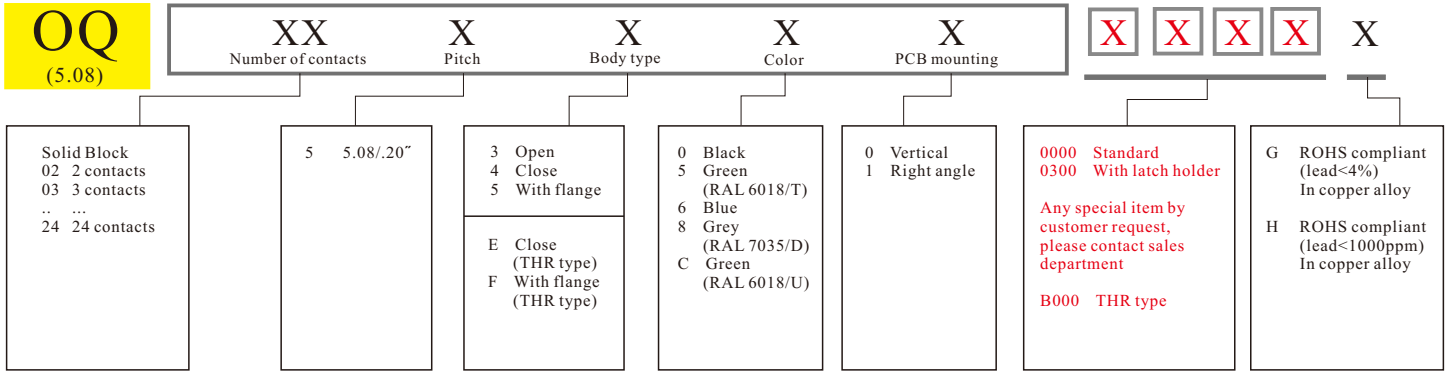 OQ
(5.08)
XX X X X X X X X X X
Number of contacts Pitch Body type Color PCB mounting
Solid Block
02 2 contacts
03 3 contacts
.. ...
24 24 contacts
5 5.08/.20″
3 Open
4 Close
5 With flange
E Close
(THR type)
F With flange
(THR type)
0 Black
5 Green
(RAL 6018/T)
6 Blue
8 Grey
(RAL 7035/D)
C Green
(RAL 6018/U)
0 Vertical
1 Right angle
0000 Standard
0300 With latch holder
Any special item by
customer request,
please contact sales
department
B000 THR type
G ROHS compliant
(lead<4%)
In copper alloy
H ROHS compliant
(lead<1000ppm)
In copper alloy